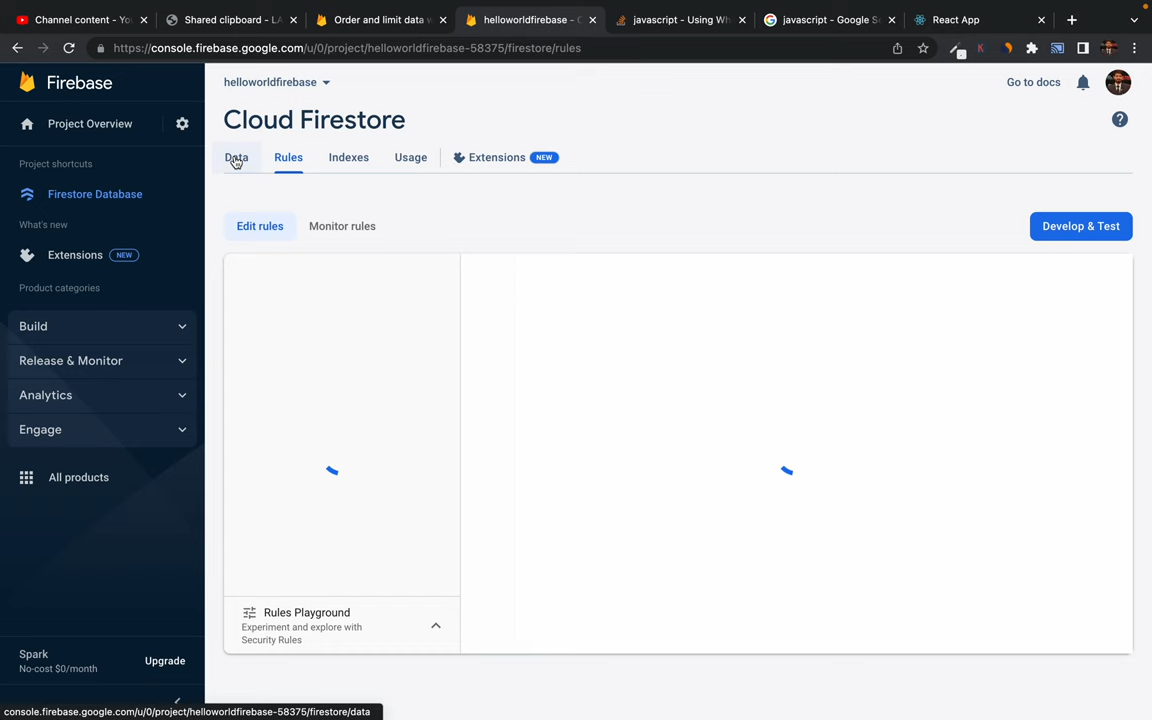 Channel content - You
Shared clipboard - LA
Order and limit data w
helloworldfirebase - C
javascript - Using Wh
javascript - Google Se
React App
https://console.firebase.google.com/u/0/project/helloworldfirebase-58375/firestore/rules
Firebase
helloworldfirebase
Go to docs
Project Overview
Cloud Firestore
Data
Rules
Indexes
Usage
Extensions
NEW
Project shortcuts
Firestore Database
What's new
Extensions
NEW
Product categories
Edit rules
Monitor rules
Develop & Test
Build
Release & Monitor
Analytics
Engage
All products
Rules Playground
Experiment and explore with
Security Rules
Spark
No-cost $0/month
Upgrade
console.firebase.google.com/u/0/project/helloworldfirebase-58375/firestore/data